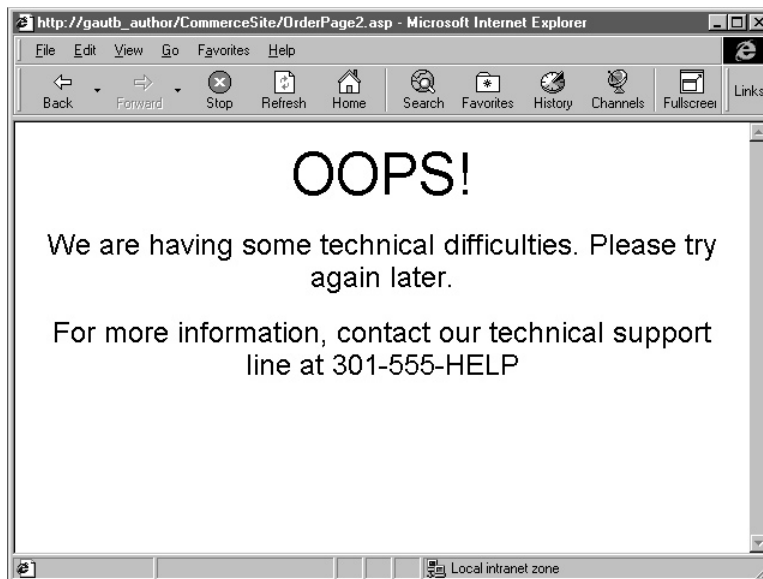 http://gautb_author/CommerceSite/OrderPage2.asp - Microsoft Internet Explorer
File Edit View Go Favorites Help
Back Forward Stop Refresh Home Search Favorites History Channels Fullscreen Links
OOPS!
We are having some technical difficulties. Please try
again later.
For more information, contact our technical support
line at 301-555-HELP
Local intranet zone